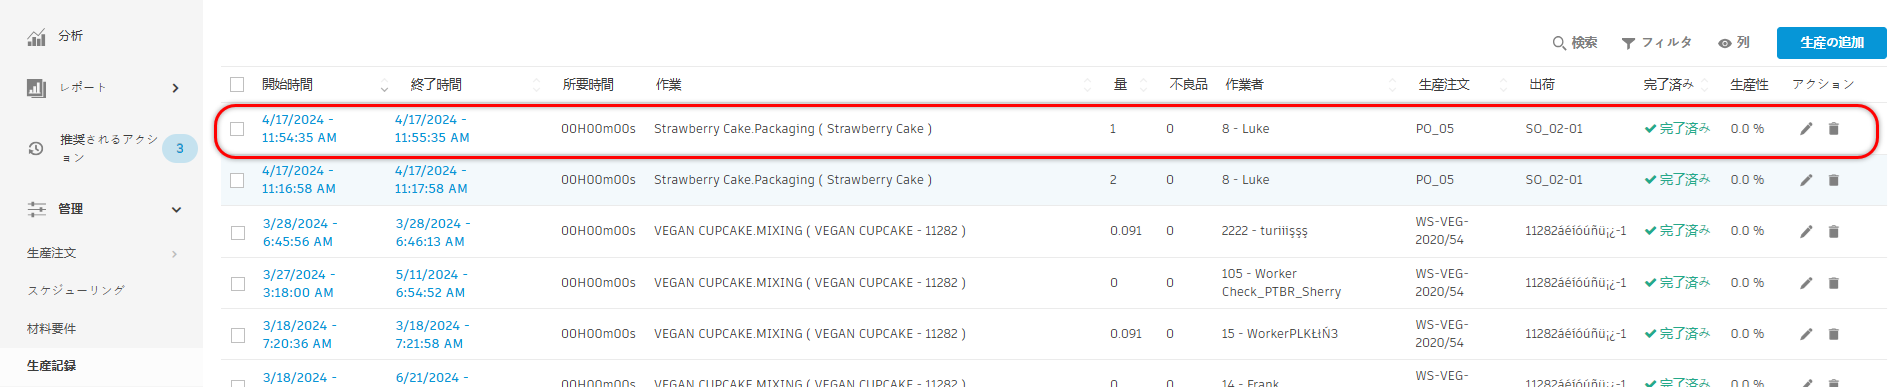 分析
レポート
推奨されるアクシ
ョン
3
管理
生産注文
スケジューリング
材料要件
生産記録
検索 フィルタ 列 生産の追加
開始時間 終了時間 所要時間 作業 量 不良品 作業者 生産注文 出荷 完了済み 生産性 アクション
4/17/2024 -
11:54:35 AM
4/17/2024 -
11:55:35 AM
00H00m00s Strawberry Cake.Packaging ( Strawberry Cake ) 1 0 8 - Luke PO_05 SO_02-01 完了済み 0.0 %
4/17/2024 -
11:16:58 AM
4/17/2024 -
11:17:58 AM
00H00m00s Strawberry Cake.Packaging ( Strawberry Cake ) 2 0 8 - Luke PO_05 SO_02-01 完了済み 0.0 %
3/28/2024 -
6:45:56 AM
3/28/2024 -
6:46:13 AM
00H00m00s VEGAN CUPCAKE.MIXING ( VEGAN CUPCAKE - 11282 ) 0.091 0 2222 - turiiişşş
WS-VEG-
2020/54
11282áéíóúñü¡¿-1 完了済み 0.0 %
3/27/2024 -
3:18:00 AM
5/11/2024 -
6:54:52 AM
00H00m00s VEGAN CUPCAKE.MIXING ( VEGAN CUPCAKE - 11282 ) 0 0
105 - Worker
Check_PTBR_Sherry
WS-VEG-
2020/54
11282áéíóúñü¡¿-1 完了済み 0.0 %
3/18/2024 -
7:20:36 AM
3/18/2024 -
7:21:58 AM
00H00m00s VEGAN CUPCAKE.MIXING ( VEGAN CUPCAKE - 11282 ) 0.091 0 15 - WorkerPLKŁłŃ3
WS-VEG-
2020/54
11282áéíóúñü¡¿-1 完了済み 0.0 %
3/18/2024 -
6/21/2024 -
00H00m00s VEGAN CUPCAKE.MIXING ( VEGAN CUPCAKE - 11282 ) 0 0 14 - Frank
WS-VEG-